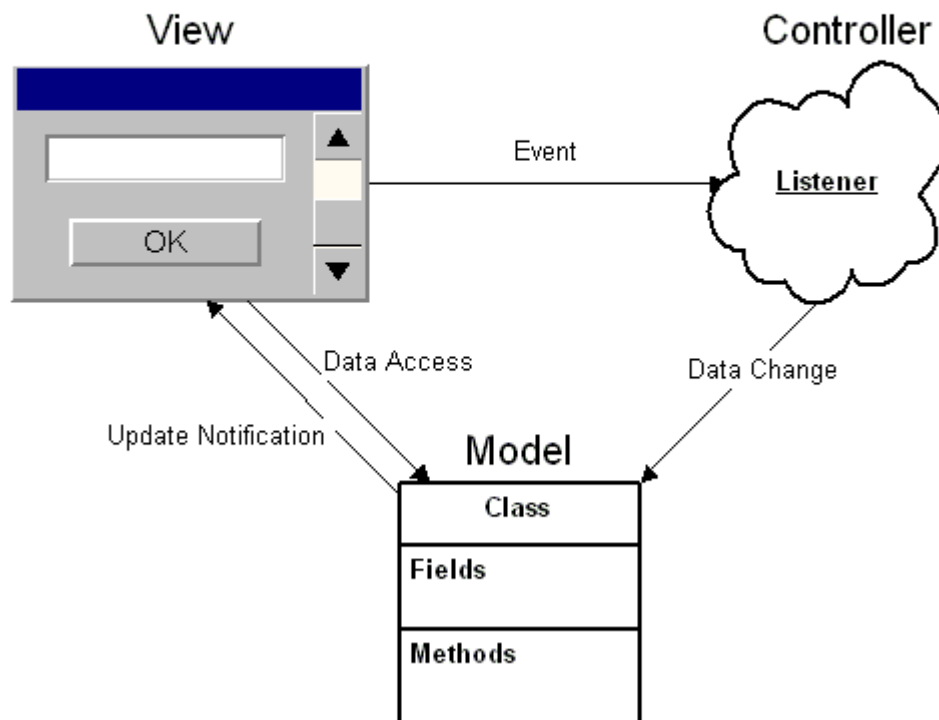 View
Controller
Event
Listener
OK
Data Access
Data Change
Update Notification
Model
Class
Fields
Methods